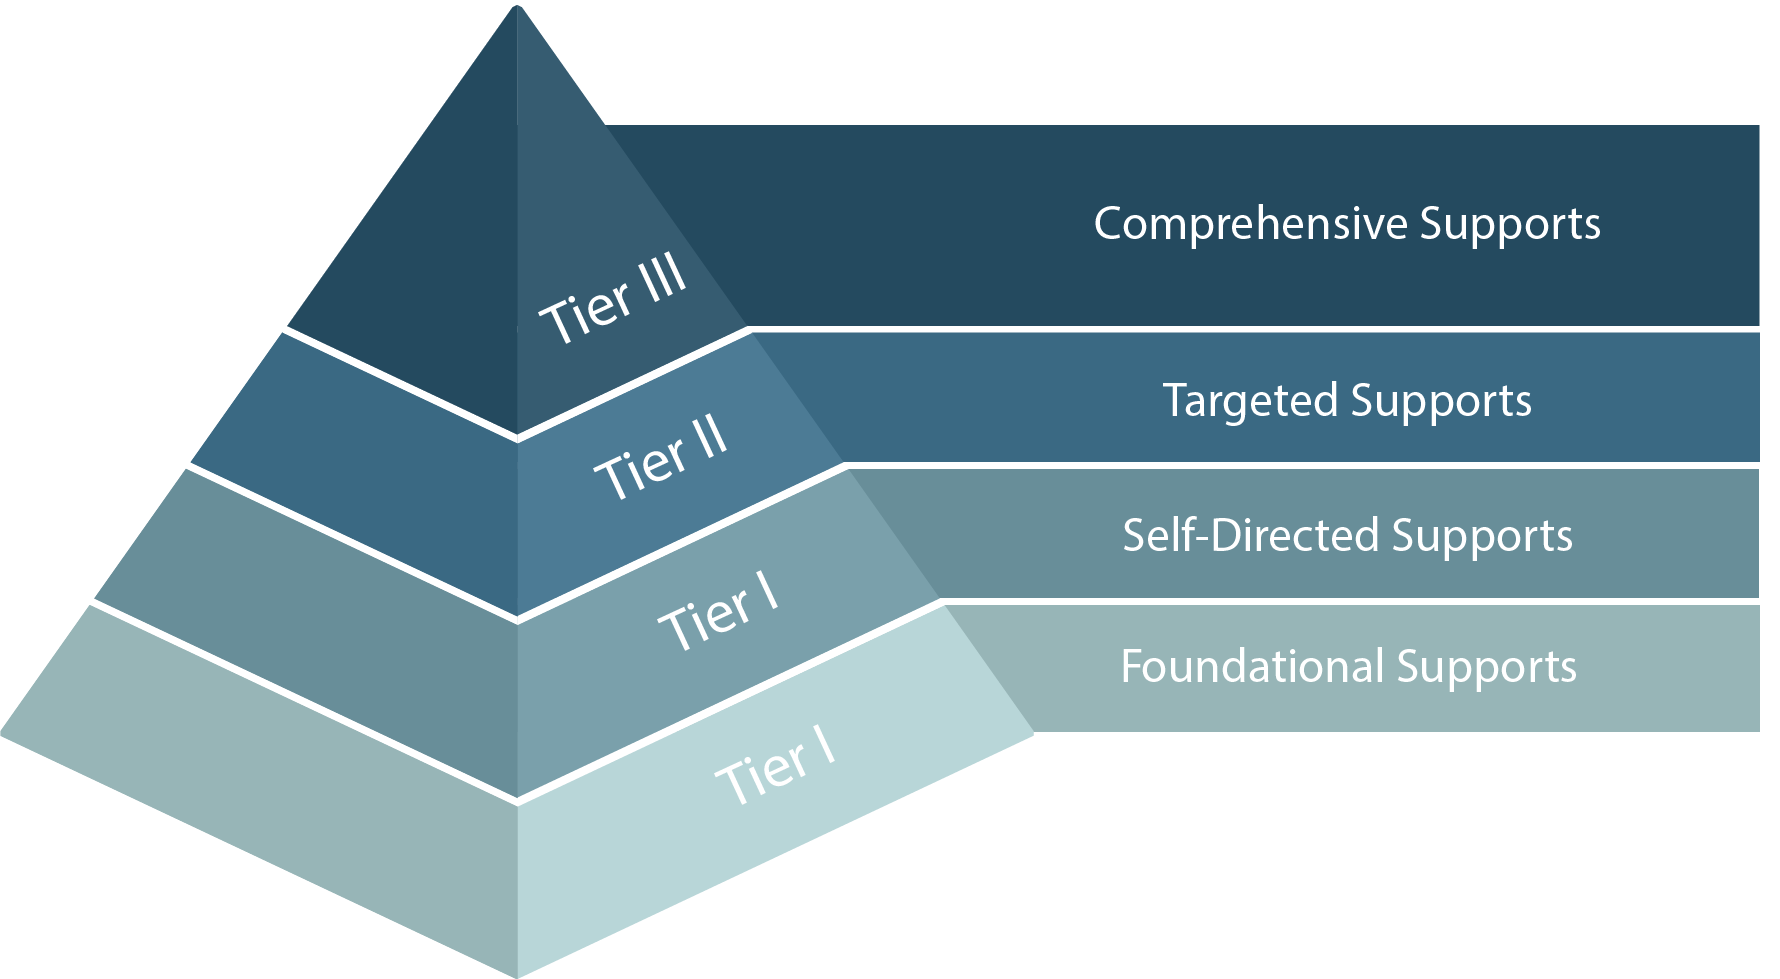 Comprehensive Supports
Tier III
Targeted Supports
Tier II
Self-Directed Supports
Tier I
Foundational Supports
Tier I